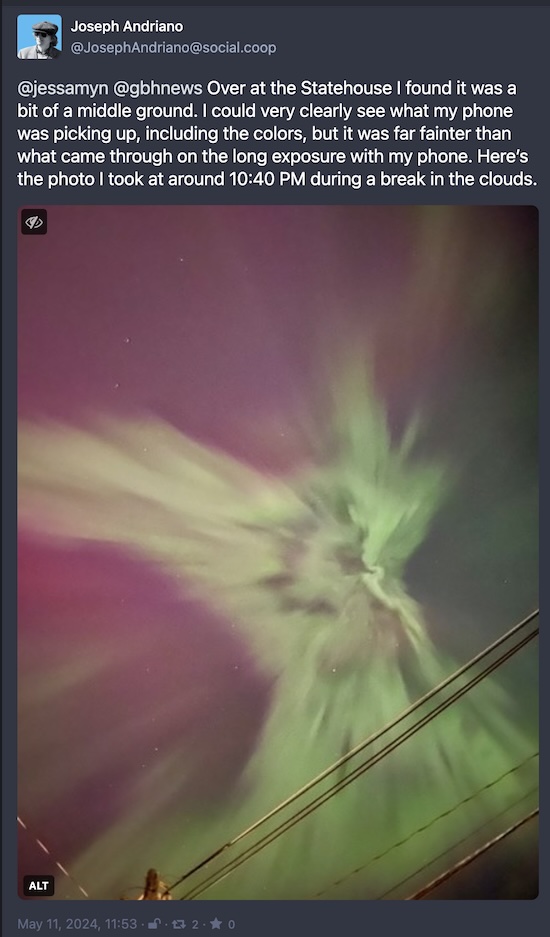 Joseph Andriano
@JosephAndriano@social.coop
@jessamyn @gbhnews Over at the Statehouse I found it was a
bit of a middle ground. I could very clearly see what my phone
was picking up, including the colors, but it was far fainter than
what came through on the long exposure with my phone. Here’s
the photo I took at around 10:40 PM during a break in the clouds.
ALT
May 11, 2024, 11:53 · 2 · 0